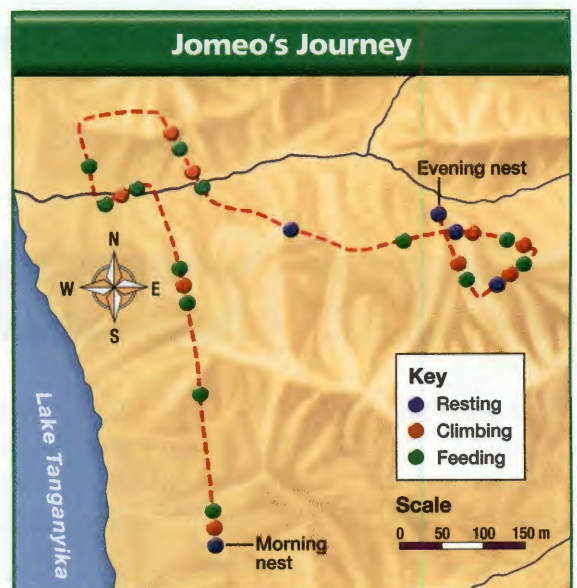 Jomeo's Journey
Evening nest
N
W E
S
Lake Tanganyika
Key
Resting
Climbing
Feeding
Scale
0 50 100 150 m
Morning
nest